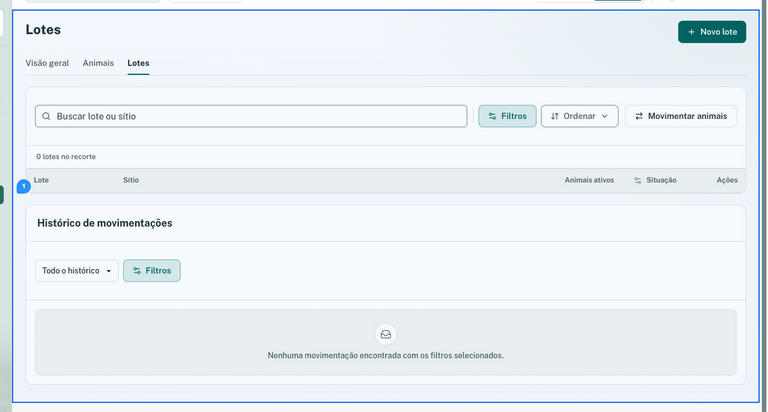 Lotes
Novo lote
Visão geral Animais Lotes
Buscar lote ou sítio Filtros Ordenar Movimentar animais
0 lotes no recorte
1
Lote Sítio Animais ativos Situação Ações
Histórico de movimentações
Todo o histórico Filtros
Nenhuma movimentação encontrada com os filtros selecionados.